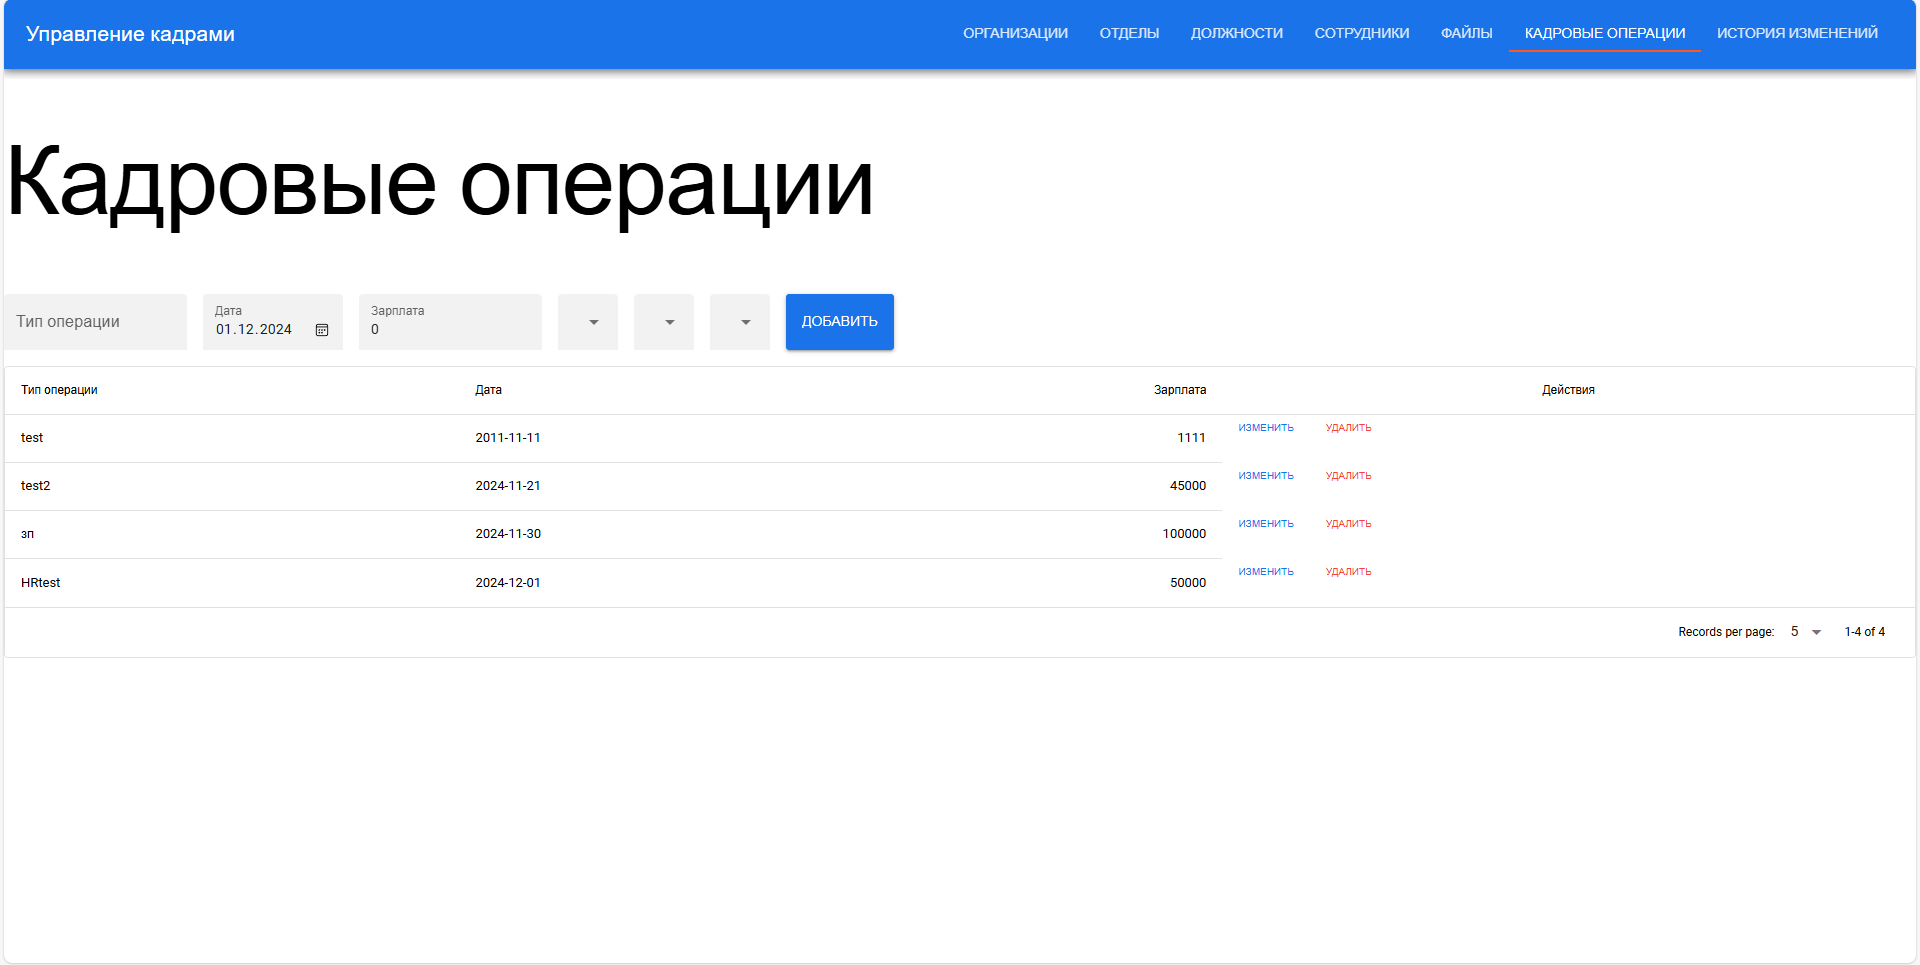 Управление кадрами
ОРГАНИЗАЦИИ ОТДЕЛЫ ДОЛЖНОСТИ СОТРУДНИКИ ФАЙЛЫ КАДРОВЫЕ ОПЕРАЦИИ ИСТОРИЯ ИЗМЕНЕНИЙ
Кадровые операции
Тип операции
Дата
01.12.2024
Зарплата
0
ДОБАВИТЬ
Тип операции Дата Зарплата Действия
test 2011-11-11 1111 ИЗМЕНИТЬ УДАЛИТЬ
test2 2024-11-21 45000 ИЗМЕНИТЬ УДАЛИТЬ
зп 2024-11-30 100000 ИЗМЕНИТЬ УДАЛИТЬ
HRtest 2024-12-01 50000 ИЗМЕНИТЬ УДАЛИТЬ
Records per page: 5 1-4 of 4